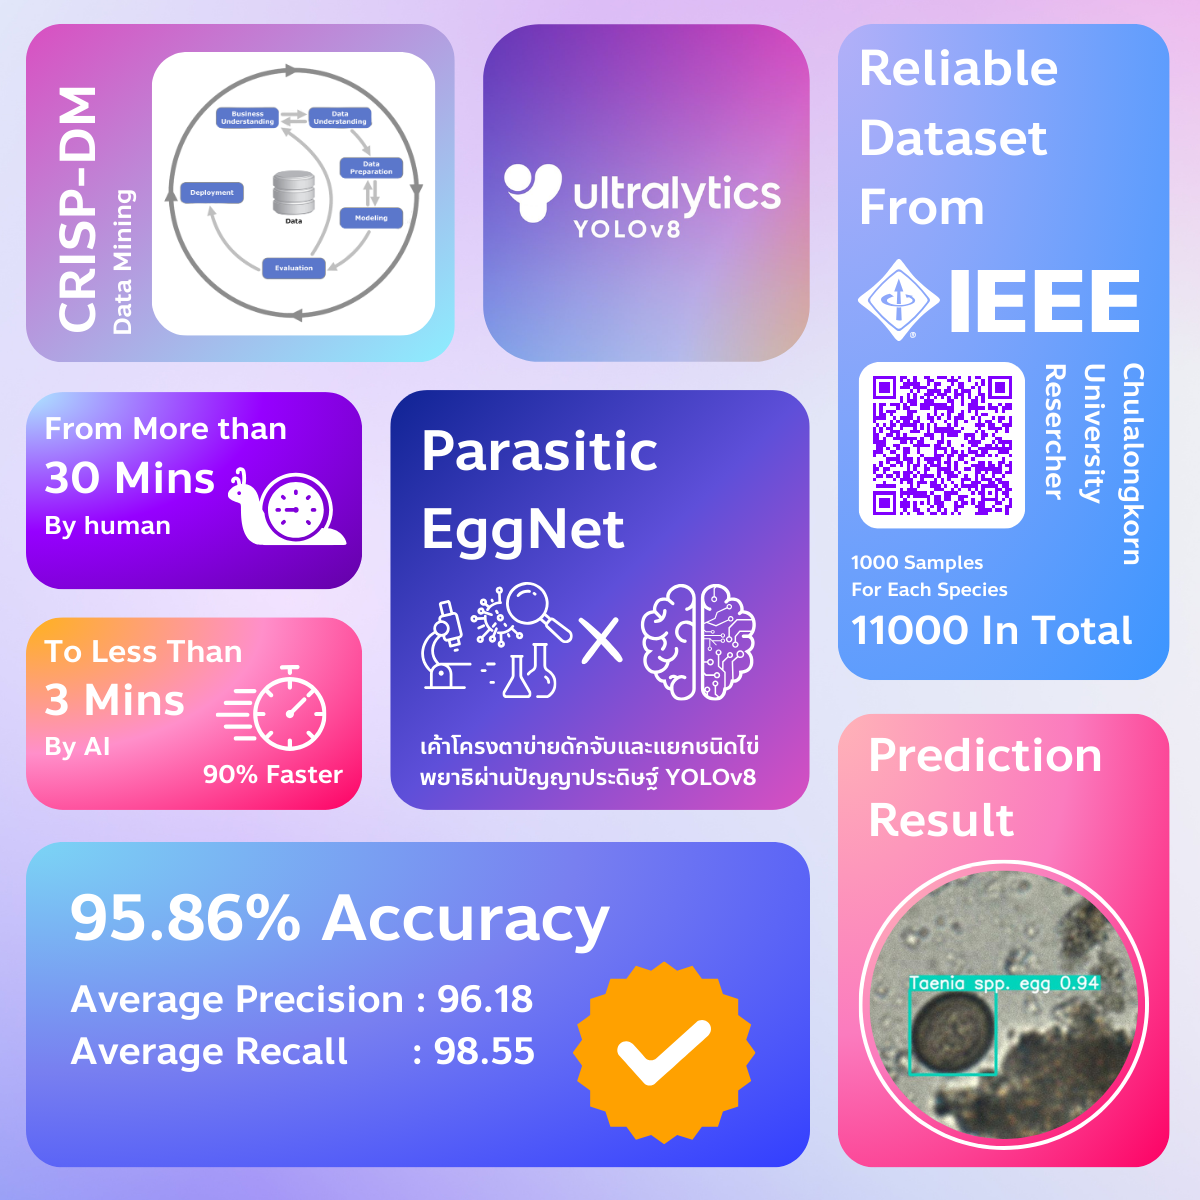 CRISP-DM
Data Mining
Business
Understanding
Data
Understanding
Data
Preparation
Modeling
Evaluation
Deployment
Data
ultralytics
YOLOv8
Reliable
Dataset
From
IEEE
®
Chulalongkorn
University
Resercher
1000 Samples
For Each Species
11000 In Total
From More than
30 Mins
By human
To Less Than
3 Mins
By AI
90% Faster
Parasitic
EggNet
เค้าโครงตาข่ายดักจับและแยกชนิดไข่
พยาธิผ่านปัญญาประดิษฐ์ YOLOv8
95.86% Accuracy
Average Precision : 96.18
Average Recall : 98.55
Prediction
Result
Taenia spp. egg 0.94